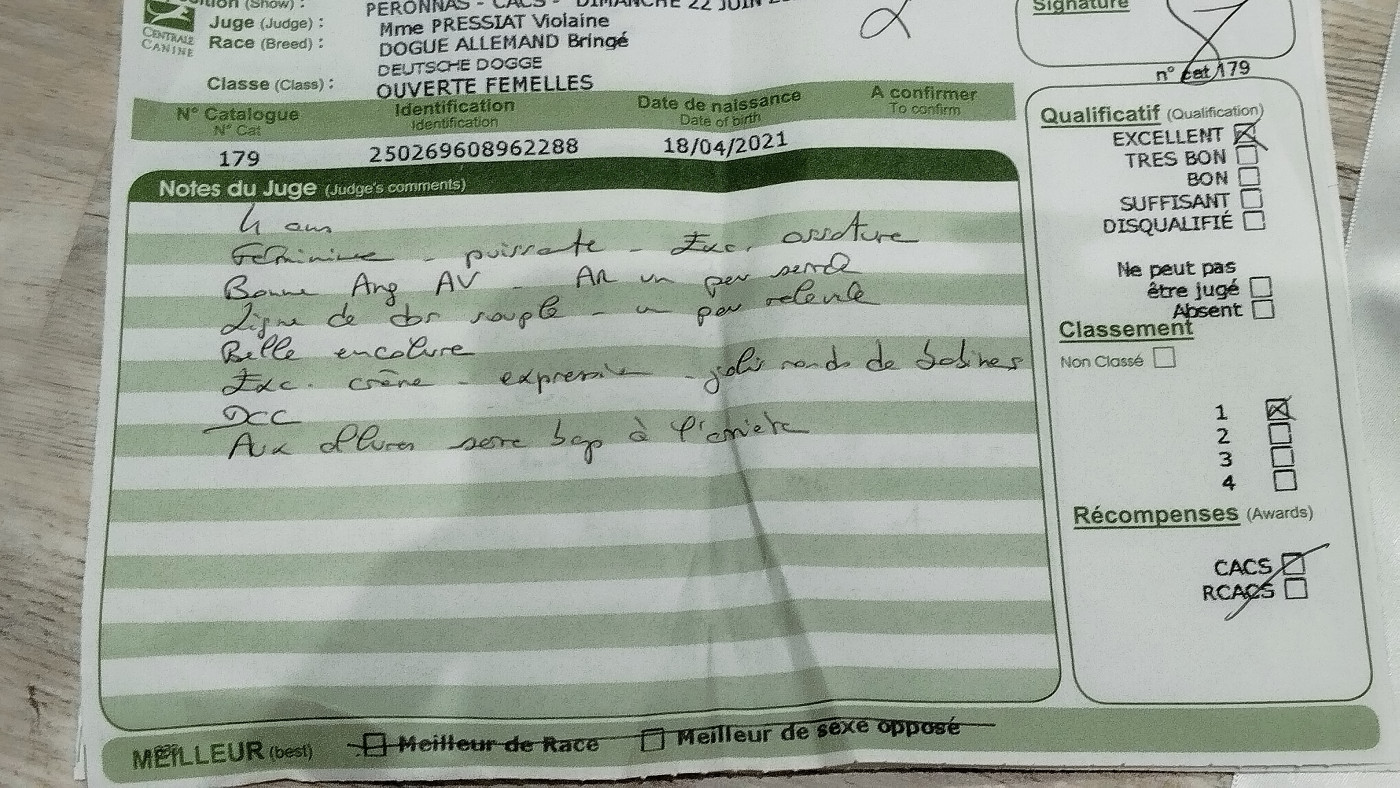 (Show) :
PERONNAS - CACS - DIMANCHE 22 JUIN
CENTRALE
CANINE
Juge (Judge) :
Mme PRESSIAT Violaine
Race (Breed) :
DOGUE ALLEMAND Bringé
DEUTSCHE DOGGE
Classe (Class) :
OUVERTE FEMELLES
Signature
n° cat 179
N° Catalogue
N° Cat
Identification
Identification
Date de naissance
Date of birth
A confirmer
To confirm
179
250269608962288
18/04/2021
Notes du Juge (Judge's comments)
4 ans
Féminine - puissante - Exc. ossature
Bonne Ang AV - AR un peu serré
Ligne de dos souple - un peu relevée
Belle encolure
Exc. crâne - expression - jolis ronds de babines
DCC
Aux allures serre bcp à l'arrière
Qualificatif (Qualification)
EXCELLENT
TRES BON
BON
SUFFISANT
DISQUALIFIÉ
Ne peut pas
être jugé
Absent
Classement
Non Classé
1
2
3
4
Récompenses (Awards)
CACS
RCACS
MEILLEUR (best)
Meilleur de Race
Meilleur de sexe opposé